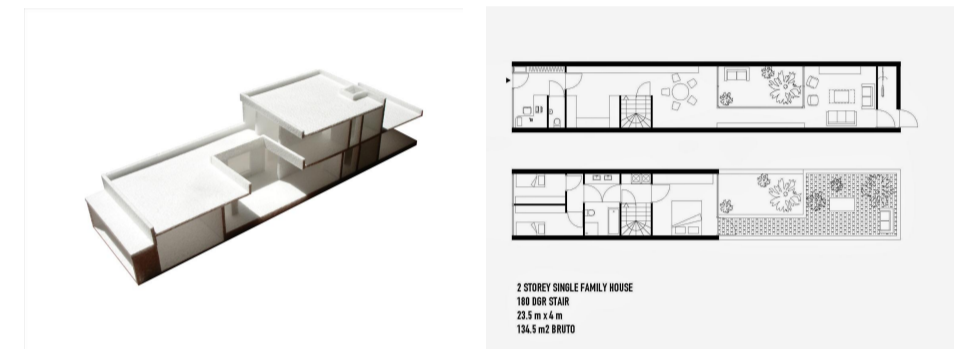 2 STOREY SINGLE FAMILY HOUSE
180 DGR STAIR
23.5 m x 4 m
134.5 m2 BRUTO